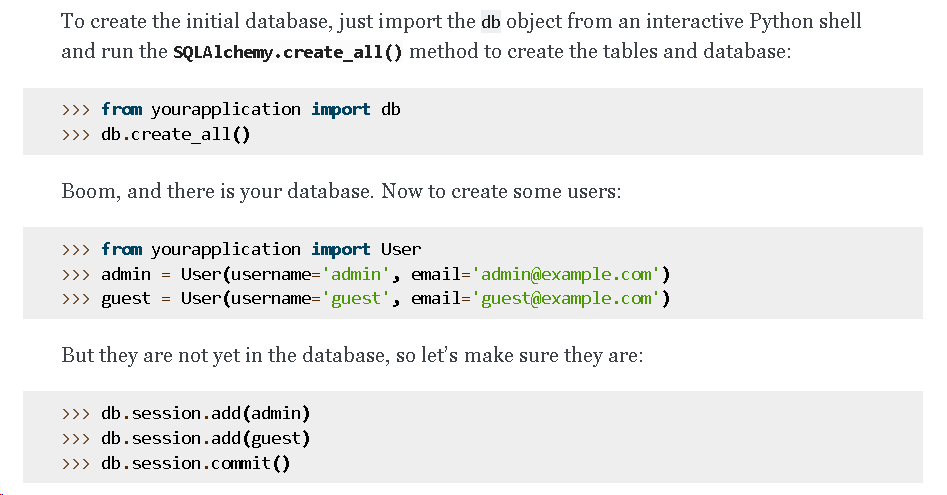 To create the initial database, just import the db object from an interactive Python shell
and run the SQLAlchemy.create_all() method to create the tables and database:
>>> from yourapplication import db
>>> db.create_all()
Boom, and there is your database. Now to create some users:
>>> from yourapplication import User
>>> admin = User(username='admin', email='admin@example.com')
>>> guest = User(username='guest', email='guest@example.com')
But they are not yet in the database, so let’s make sure they are:
>>> db.session.add(admin)
>>> db.session.add(guest)
>>> db.session.commit()